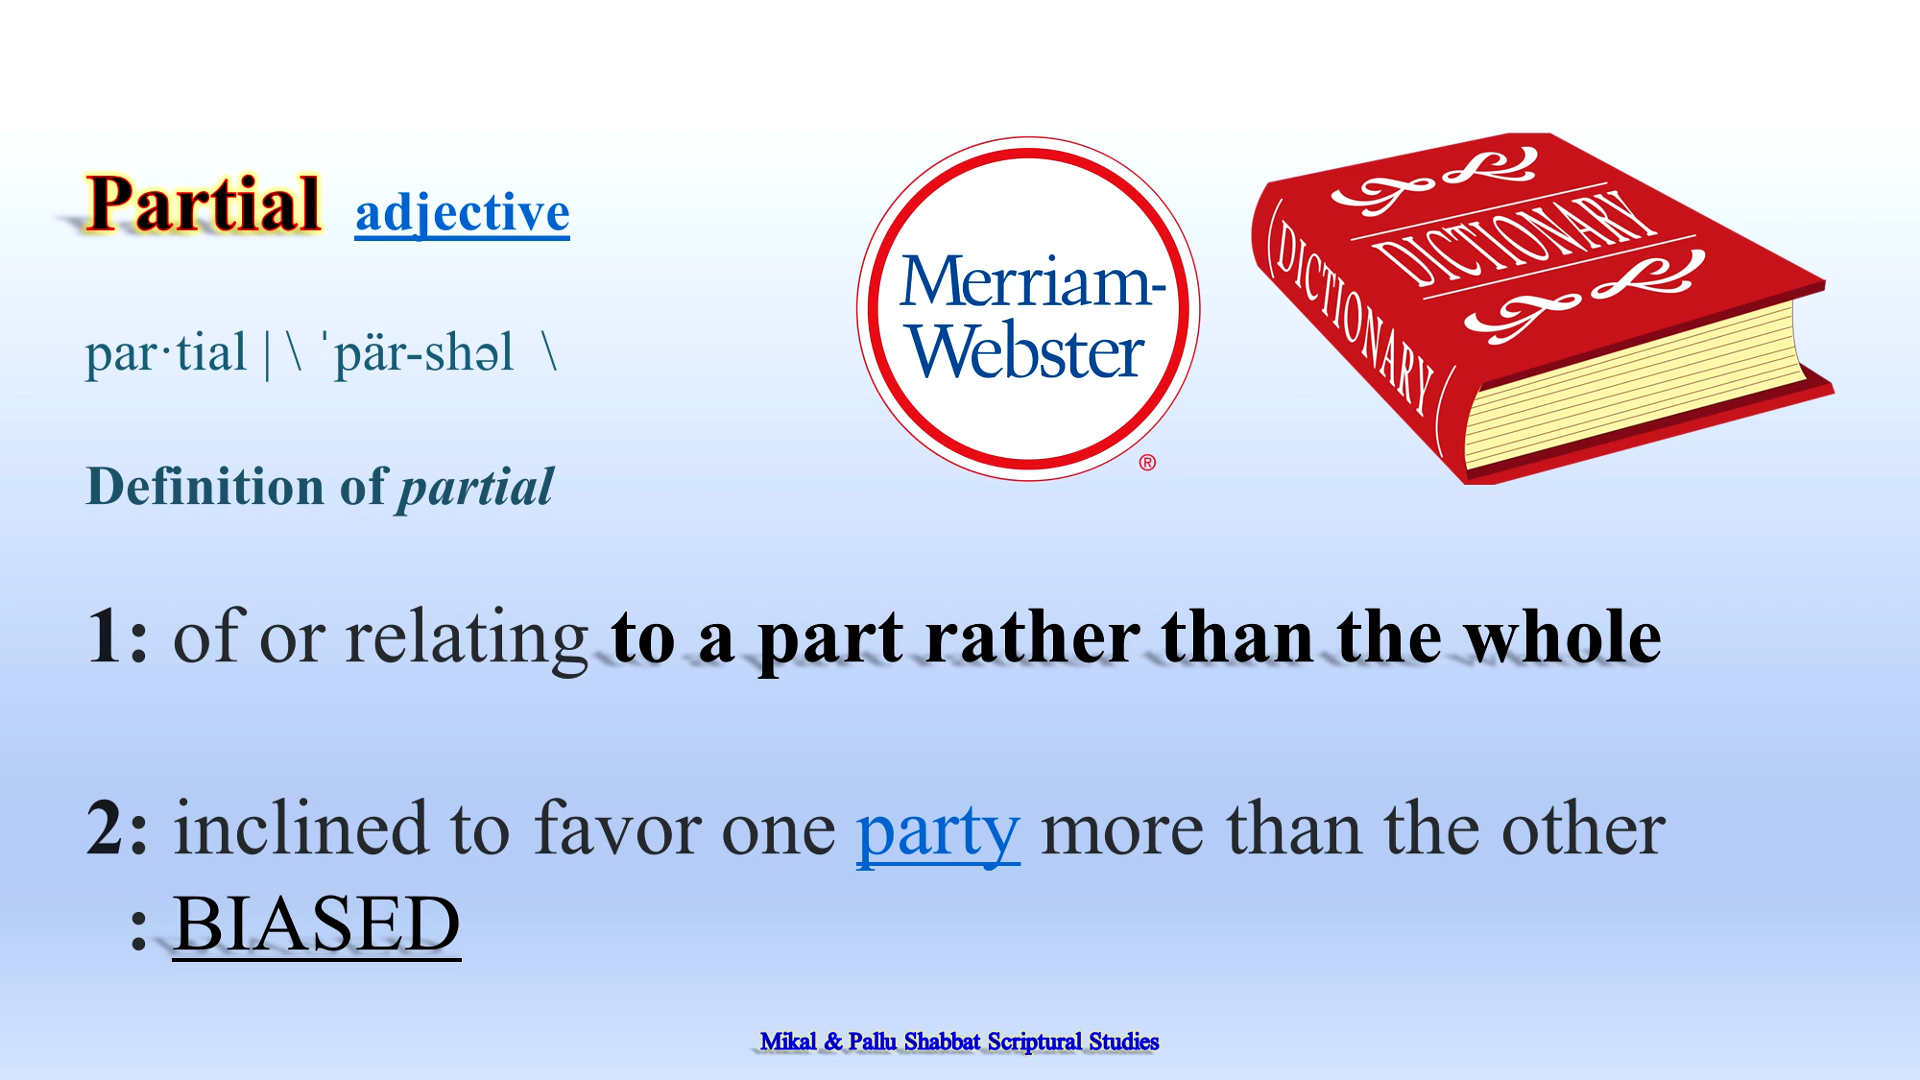 Partial adjective
par·tial | \ ˈpär-shəl \
Definition of partial
1: of or relating to a part rather than the whole
2: inclined to favor one party more than the other
: BIASED
Merriam-
Webster
®
DICTIONARY
DICTIONARY
Mikal & Pallu Shabbat Scriptural Studies